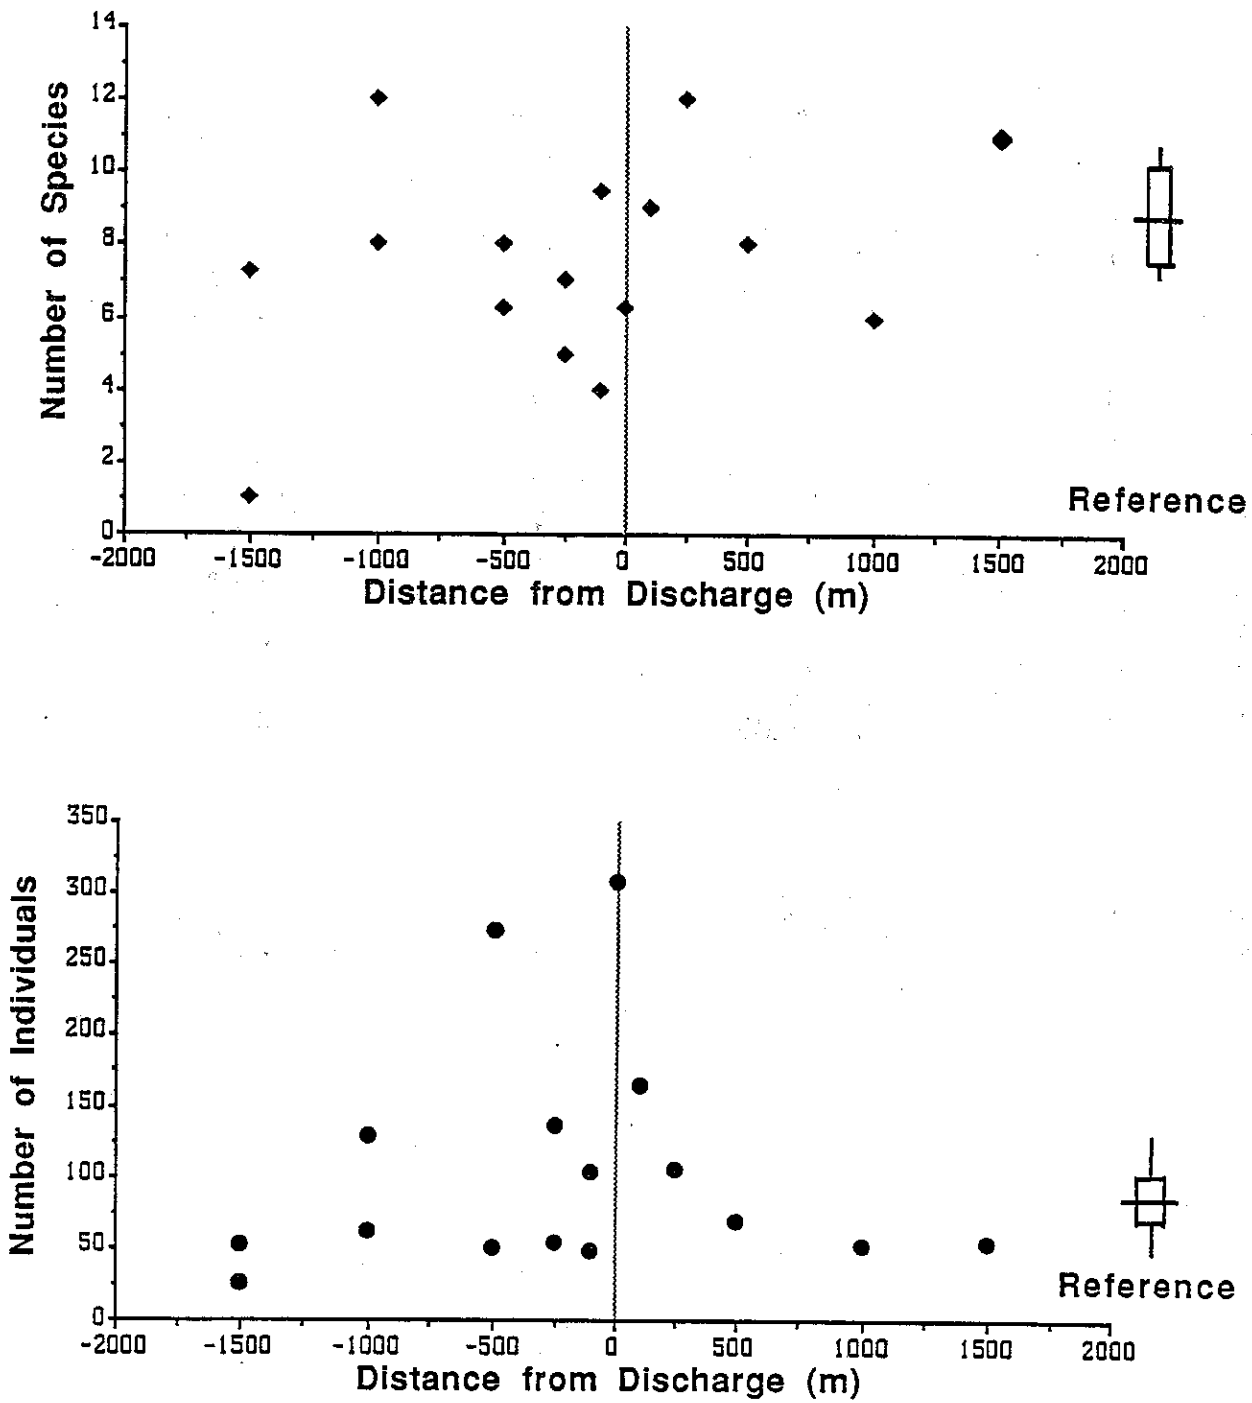 14
12
10
8
6
4
2
0
Number of Species
-2000 -1500 -1000 -500 0 500 1000 1500 2000
Distance from Discharge (m)
Reference
350
300
250
200
150
100
50
0
Number of Individuals
-2000 -1500 -1000 -500 0 500 1000 1500 2000
Distance from Discharge (m)
Reference